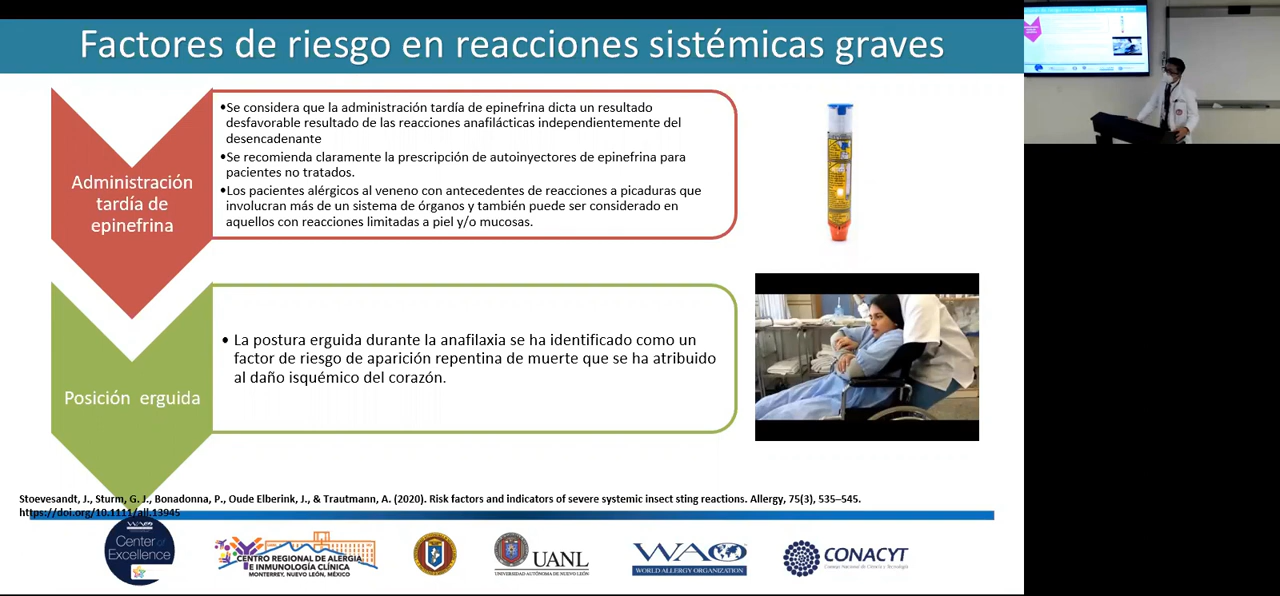 Factores de riesgo en reacciones sistémicas graves
Administración
tardía de
epinefrina
•Se considera que la administración tardía de epinefrina dicta un resultado
desfavorable resultado de las reacciones anafilácticas independientemente del
desencadenante
•Se recomienda claramente la prescripción de autoinyectores de epinefrina para
pacientes no tratados.
•Los pacientes alérgicos al veneno con antecedentes de reacciones a picaduras que
involucran más de un sistema de órganos y también puede ser considerado en
aquellos con reacciones limitadas a piel y/o mucosas.
Posición erguida
• La postura erguida durante la anafilaxia se ha identificado como un
factor de riesgo de aparición repentina de muerte que se ha atribuido
al daño isquémico del corazón.
Stoevesandt, J., Sturm, G. J., Bonadonna, P., Oude Elberink, J., & Trautmann, A. (2020). Risk factors and indicators of severe systemic insect sting reactions. Allergy, 75(3), 535–545.
https://doi.org/10.1111/all.13945
WAO
Center of
Excellence
CENTRO REGIONAL DE ALERGIA
E INMUNOLOGÍA CLÍNICA
MONTERREY, NUEVO LEÓN, MÉXICO
UANL
UNIVERSIDAD AUTÓNOMA DE NUEVO LEÓN
WAO
WORLD ALLERGY ORGANIZATION
CONACYT
Consejo Nacional de Ciencia y Tecnología